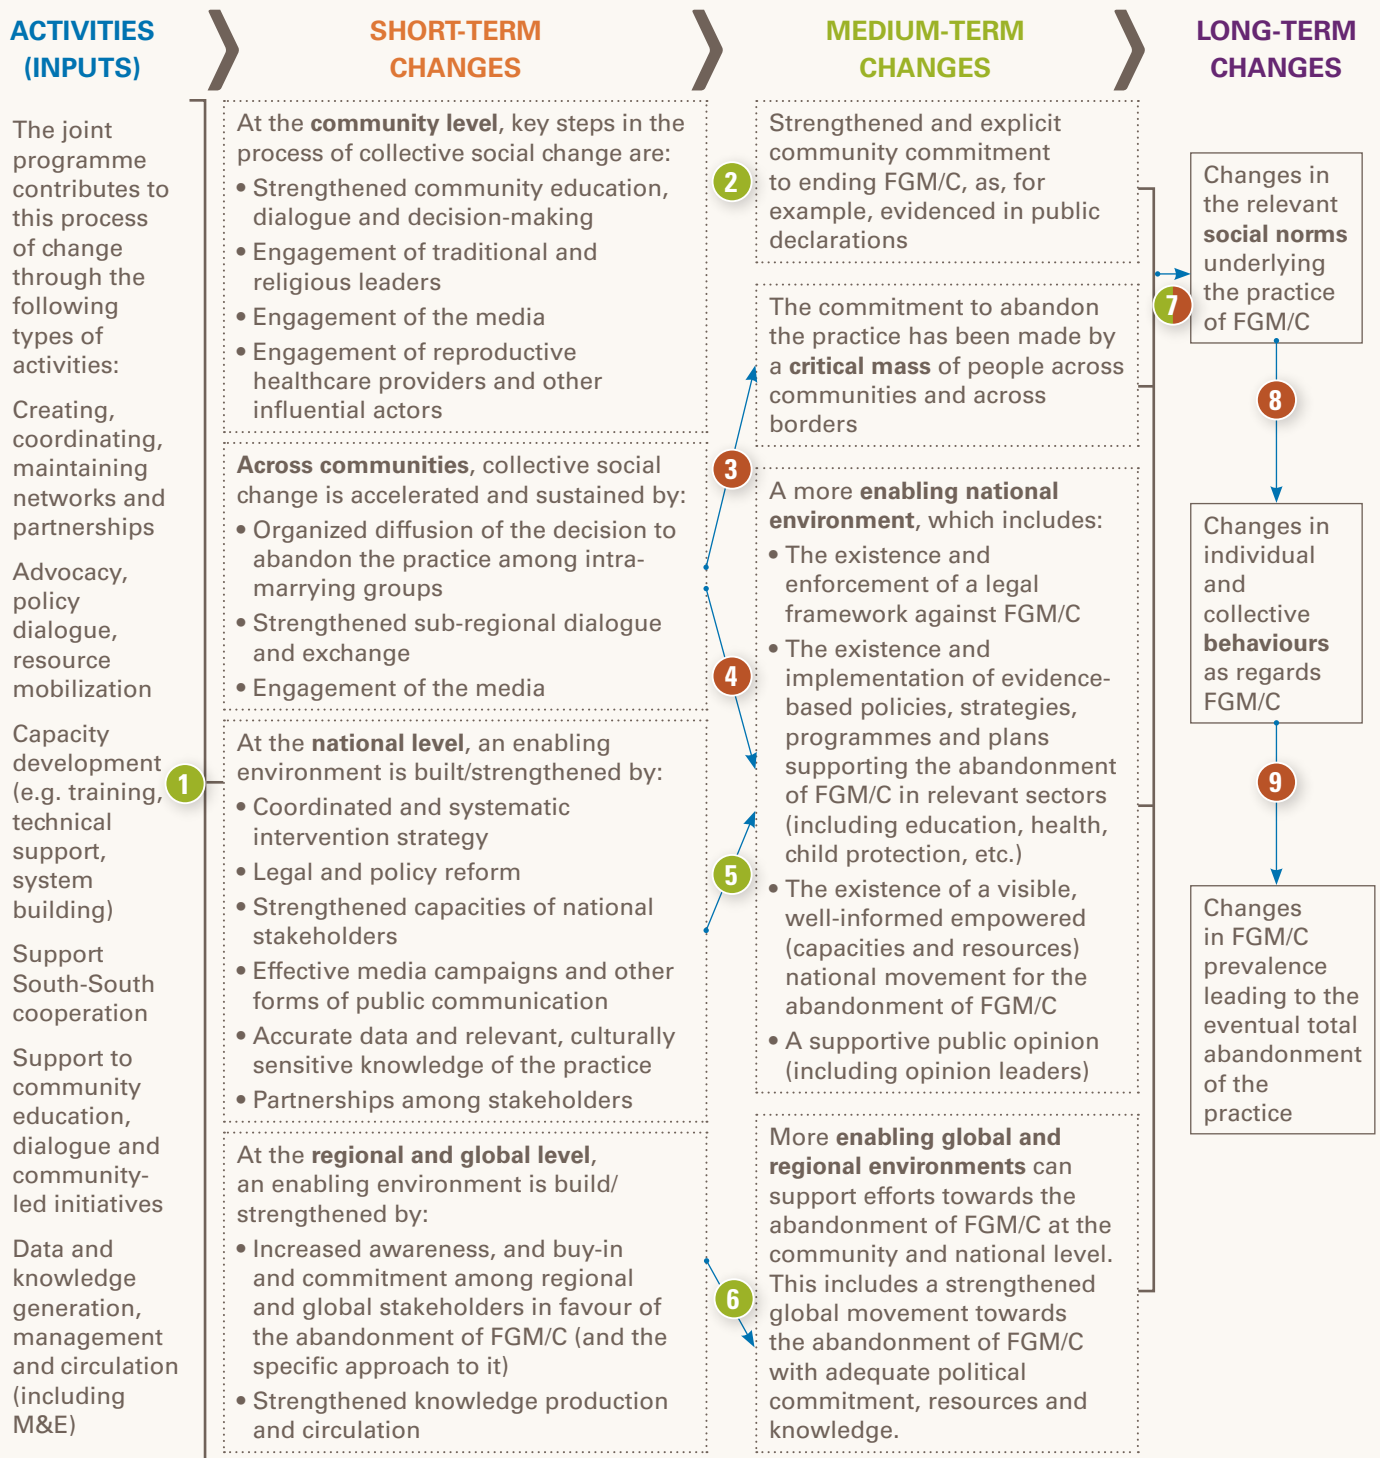 ACTIVITIES
(INPUTS)
The joint
programme
contributes to
this process
of change
through the
following
types of
activities:
Creating,
coordinating,
maintaining
networks and
partnerships
Advocacy,
policy
dialogue,
resource
mobilization
Capacity
development
(e.g. training,
technical
support,
system
building)
Support
South-South
cooperation
Support to
community
education,
dialogue and
community-
led initiatives
Data and
knowledge
generation,
management
and circulation
(including
M&E)
1
SHORT-TERM
CHANGES
At the community level, key steps in the
process of collective social change are:
• Strengthened community education,
dialogue and decision-making
• Engagement of traditional and
religious leaders
• Engagement of the media
• Engagement of reproductive
healthcare providers and other
influential actors
Across communities, collective social
change is accelerated and sustained by:
• Organized diffusion of the decision to
abandon the practice among intra-
marrying groups
• Strengthened sub-regional dialogue
and exchange
• Engagement of the media
At the national level, an enabling
environment is built/strengthened by:
• Coordinated and systematic
intervention strategy
• Legal and policy reform
• Strengthened capacities of national
stakeholders
• Effective media campaigns and other
forms of public communication
• Accurate data and relevant, culturally
sensitive knowledge of the practice
• Partnerships among stakeholders
At the regional and global level,
an enabling environment is build/
strengthened by:
• Increased awareness, and buy-in
and commitment among regional
and global stakeholders in favour of
the abandonment of FGM/C (and the
specific approach to it)
• Strengthened knowledge production
and circulation
2
3
4
5
6
MEDIUM-TERM
CHANGES
Strengthened and explicit
community commitment
to ending FGM/C, as, for
example, evidenced in public
declarations
The commitment to abandon
the practice has been made by
a critical mass of people across
communities and across
borders
A more enabling national
environment, which includes:
• The existence and
enforcement of a legal
framework against FGM/C
• The existence and
implementation of evidence-
based policies, strategies,
programmes and plans
supporting the abandonment
of FGM/C in relevant sectors
(including education, health,
child protection, etc.)
• The existence of a visible,
well-informed empowered
(capacities and resources)
national movement for the
abandonment of FGM/C
• A supportive public opinion
(including opinion leaders)
More enabling global and
regional environments can
support efforts towards the
abandonment of FGM/C at the
community and national level.
This includes a strengthened
global movement towards
the abandonment of FGM/C
with adequate political
commitment, resources and
knowledge.
7
LONG-TERM
CHANGES
Changes in
the relevant
social norms
underlying
the practice
of FGM/C
8
Changes in
individual
and
collective
behaviours
as regards
FGM/C
9
Changes
in FGM/C
prevalence
leading to the
eventual total
abandonment
of the
practice